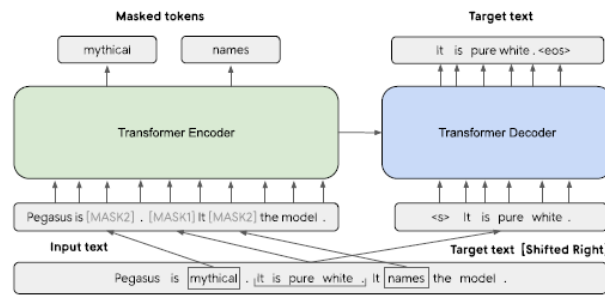 Masked tokens
Target text
mythical
names
It is pure white . <eos>
Transformer Encoder
Transformer Decoder
Pegasus is [MASK2] . [MASK1] It [MASK2] the model .
<s> It is pure white .
Input text
Target text [Shifted Right]
Pegasus is mythical . It is pure white . It names the model .